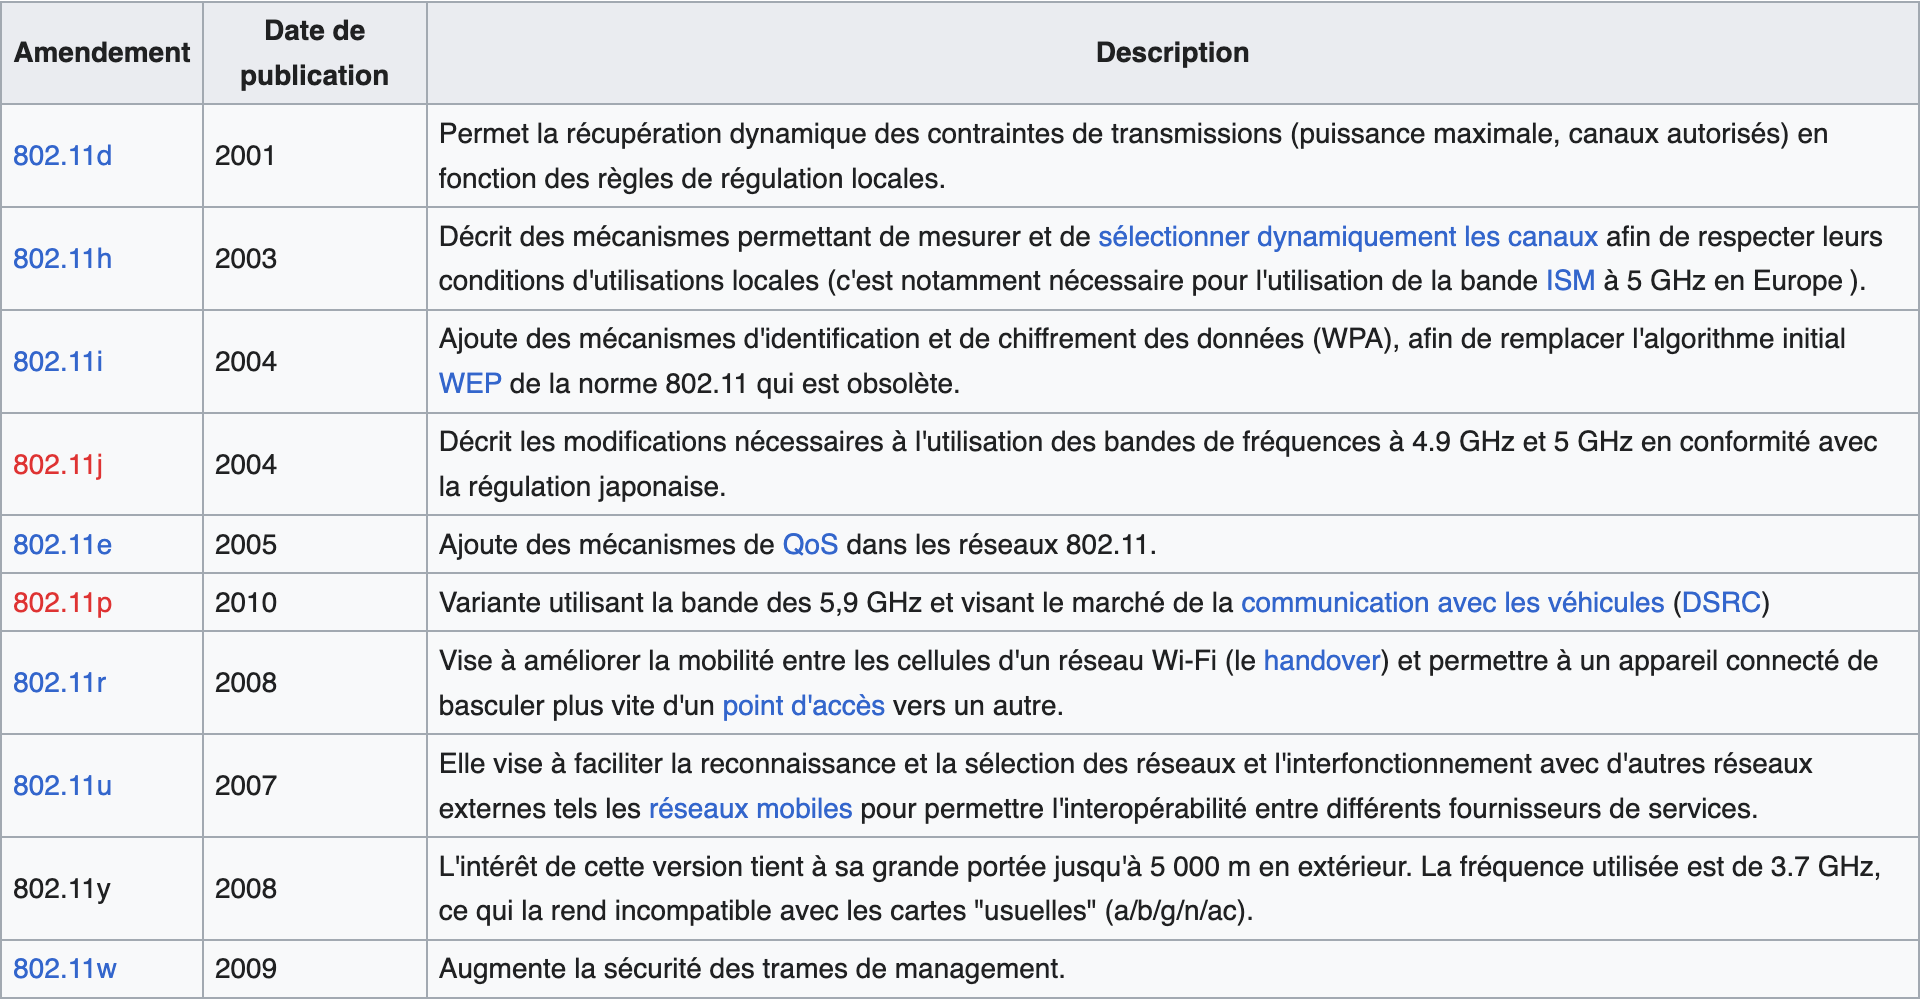 Amendement
Date de
publication
Description
802.11d
2001
Permet la récupération dynamique des contraintes de transmissions (puissance maximale, canaux autorisés) en
fonction des règles de régulation locales.
802.11h
2003
Décrit des mécanismes permettant de mesurer et de sélectionner dynamiquement les canaux afin de respecter leurs
conditions d'utilisations locales (c'est notamment nécessaire pour l'utilisation de la bande ISM à 5 GHz en Europe ).
802.11i
2004
Ajoute des mécanismes d'identification et de chiffrement des données (WPA), afin de remplacer l'algorithme initial
WEP de la norme 802.11 qui est obsolète.
802.11j
2004
Décrit les modifications nécessaires à l'utilisation des bandes de fréquences à 4.9 GHz et 5 GHz en conformité avec
la régulation japonaise.
802.11e
2005
Ajoute des mécanismes de QoS dans les réseaux 802.11.
802.11p
2010
Variante utilisant la bande des 5,9 GHz et visant le marché de la communication avec les véhicules (DSRC)
802.11r
2008
Vise à améliorer la mobilité entre les cellules d'un réseau Wi-Fi (le handover) et permettre à un appareil connecté de
basculer plus vite d'un point d'accès vers un autre.
802.11u
2007
Elle vise à faciliter la reconnaissance et la sélection des réseaux et l'interfonctionnement avec d'autres réseaux
externes tels les réseaux mobiles pour permettre l'interopérabilité entre différents fournisseurs de services.
802.11y
2008
L'intérêt de cette version tient à sa grande portée jusqu'à 5 000 m en extérieur. La fréquence utilisée est de 3.7 GHz,
ce qui la rend incompatible avec les cartes "usuelles" (a/b/g/n/ac).
802.11w
2009
Augmente la sécurité des trames de management.